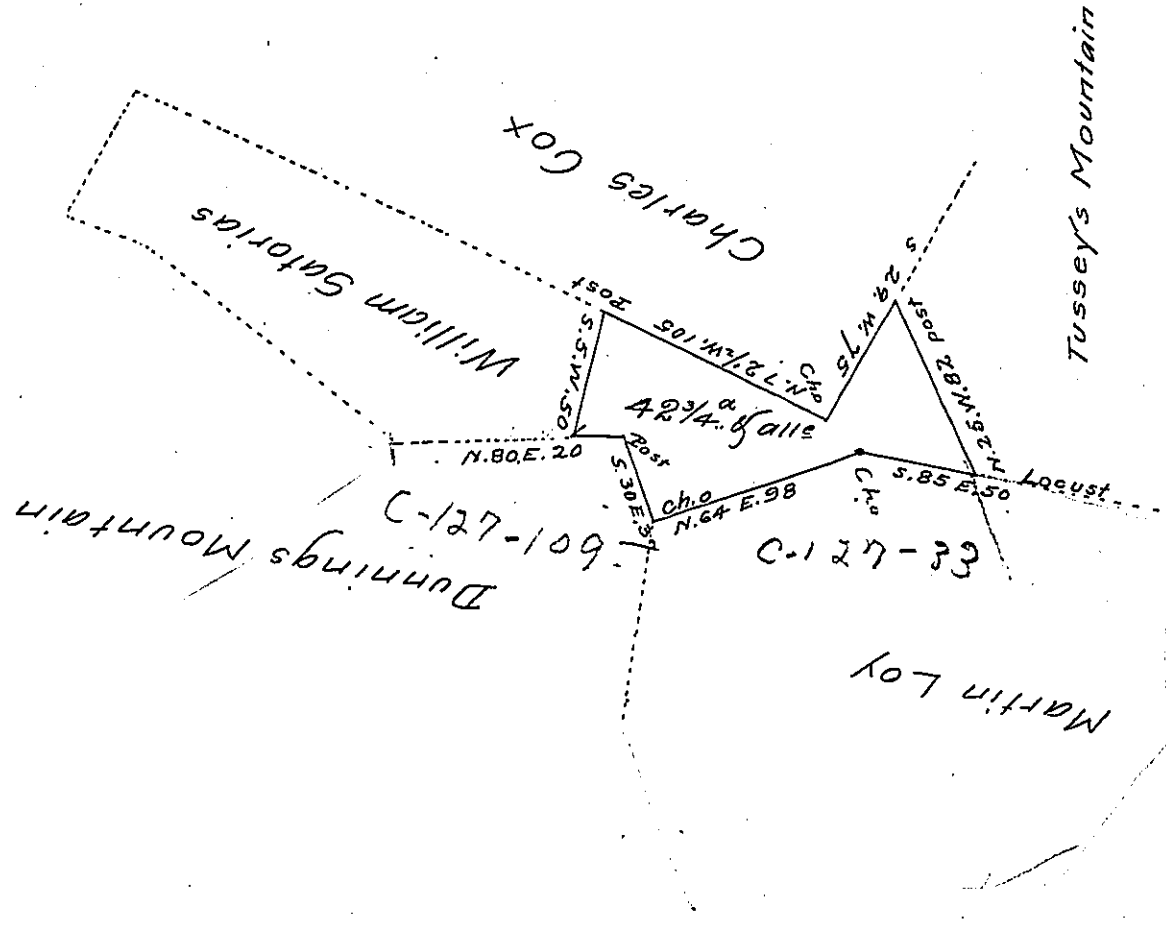 Tussey's Mountain
Charles Cox
William Satorias
Post
S.5.W.50
N.72½W.105
Ch.o
S 29. W. 75
post
N.25.W.82
42¾.a & alle
N.80.E.20
Post
S.30E.37
Ch.o
N.64 E.98
Ch.o
S.85 E.50
Locust
C-127-109
C-127-33
Dunnings Mountain
Martin Loy